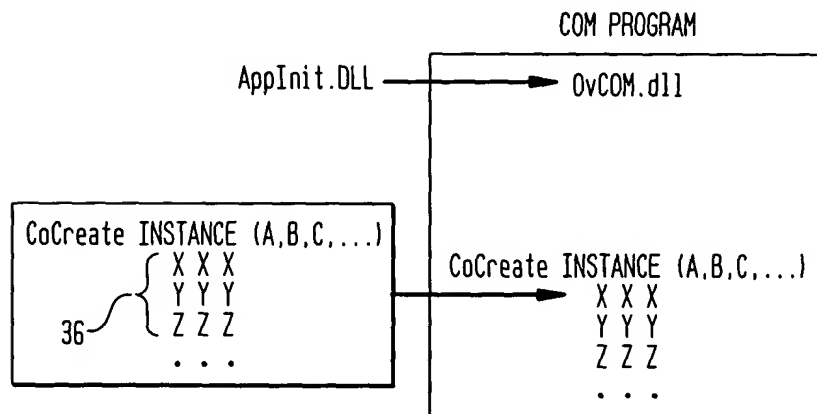 COM PROGRAM
AppInit.DLL
OvCOM.dll
CoCreate INSTANCE (A,B,C,...)
X X X
Y Y Y
36
Z Z Z
. . .
CoCreate INSTANCE (A,B,C,...)
X X X
Y Y Y
Z Z Z
. . .